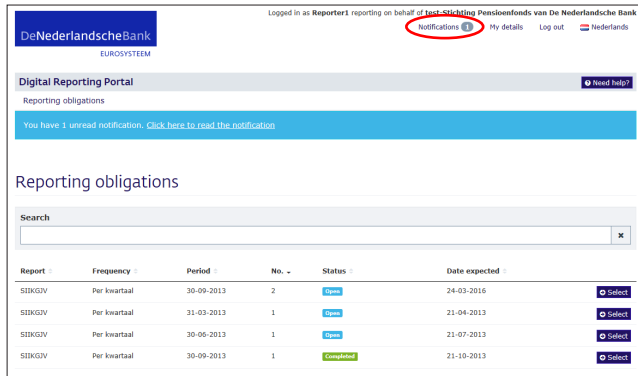 Logged in as Reporter1 reporting on behalf of test-Stichting Pensioenfonds van De Nederlandsche Bank
Notifications 1 My details Log out Nederlands
DeNederlandscheBank
EUROSYSTEEM
Digital Reporting Portal Need help?
Reporting obligations
You have 1 unread notification. Click here to read the notification
Reporting obligations
Search
Report Frequency Period No. Status Date expected
SIIKGJV Per kwartaal 30-09-2013 2 Open 24-03-2016 Select
SIIKGJV Per kwartaal 31-03-2013 1 Open 21-04-2013 Select
SIIKGJV Per kwartaal 30-06-2013 1 Open 21-07-2013 Select
SIIKGJV Per kwartaal 30-09-2013 1 Completed 21-10-2013 Select